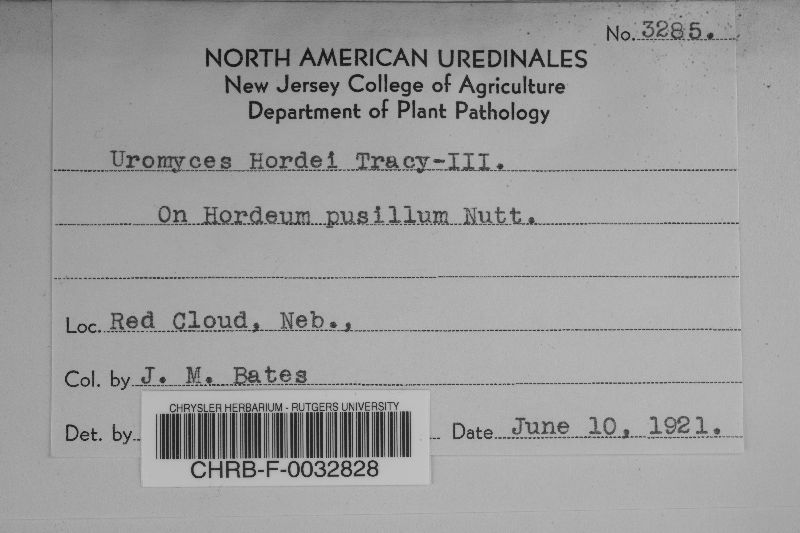 No. 3285.
NORTH AMERICAN UREDINALES
New Jersey College of Agriculture
Department of Plant Pathology
Uromyces Hordei Tracy-III.
On Hordeum pusillum Nutt.
Loc. Red Cloud, Neb.,
Col. by J. M. Bates
Det. by
Date June 10, 1921.
CHRYSLER HERBARIUM - RUTGERS UNIVERSITY
CHRB-F-0032828